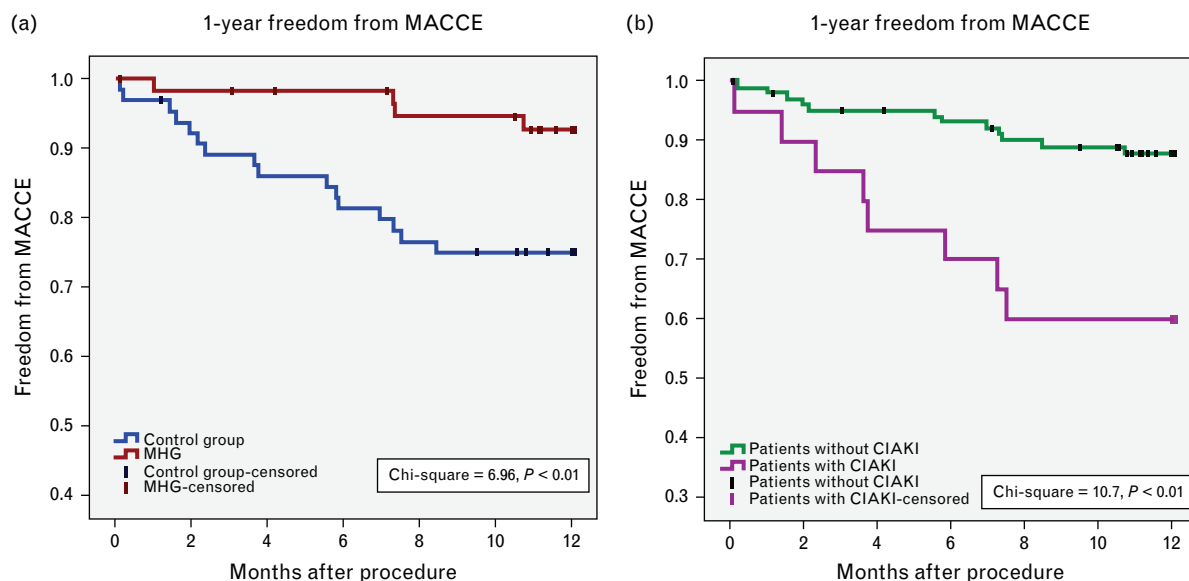 (a)
1-year freedom from MACCE
Freedom from MACCE
1.0
0.9
0.8
0.7
0.6
0.5
0.4
Control group
MHG
Control group-censored
MHG-censored
Chi-square = 6.96, P < 0.01
0 2 4 6 8 10 12
Months after procedure
(b)
1-year freedom from MACCE
Freedom from MACCE
1.0
0.9
0.8
0.7
0.6
0.5
0.4
0.3
Patients without CIAKI
Patients with CIAKI
Patients without CIAKI
Patients with CIAKI-censored
Chi-square = 10.7, P < 0.01
0 2 4 6 8 10 12
Months after procedure